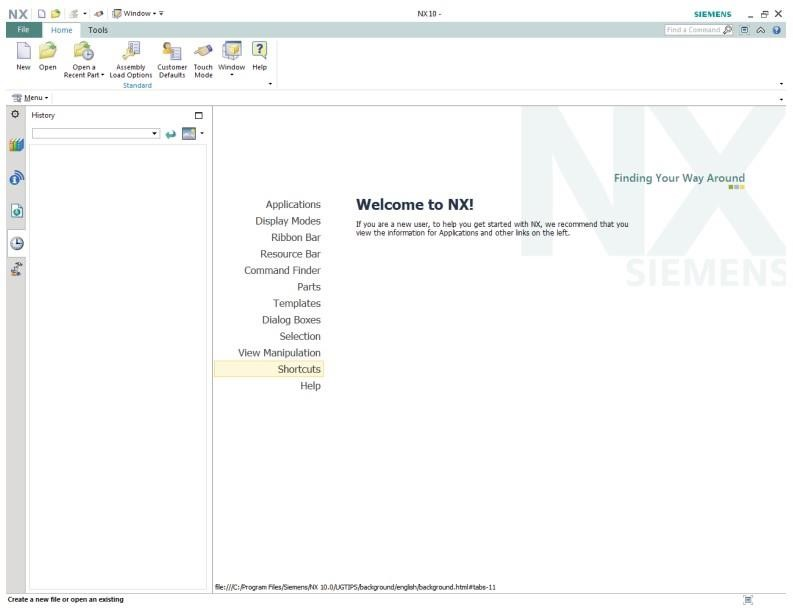 NX
Window
NX 10 -
SIEMENS
File
Home
Tools
Find a Command
New
Open
Open a
Recent Part
Assembly
Load Options
Customer
Defaults
Touch
Mode
Window
Help
Standard
Menu
History
NX
SIEMENS
Finding Your Way Around
Applications
Display Modes
Ribbon Bar
Resource Bar
Command Finder
Parts
Templates
Dialog Boxes
Selection
View Manipulation
Shortcuts
Help
Welcome to NX!
If you are a new user, to help you get started with NX, we recommend that you
view the information for Applications and other links on the left.
file:///C:/Program Files/Siemens/NX 10.0/UGTIPS/background/english/background.html#tabs-11
Create a new file or open an existing